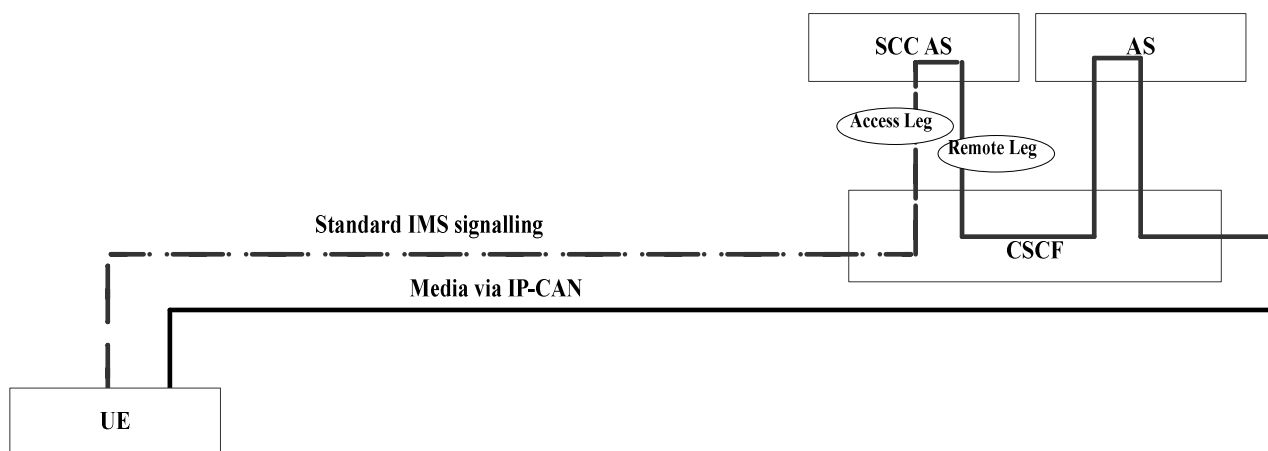 SCC AS
AS
Access Leg
Remote Leg
Standard IMS signalling
CSCF
Media via IP-CAN
UE